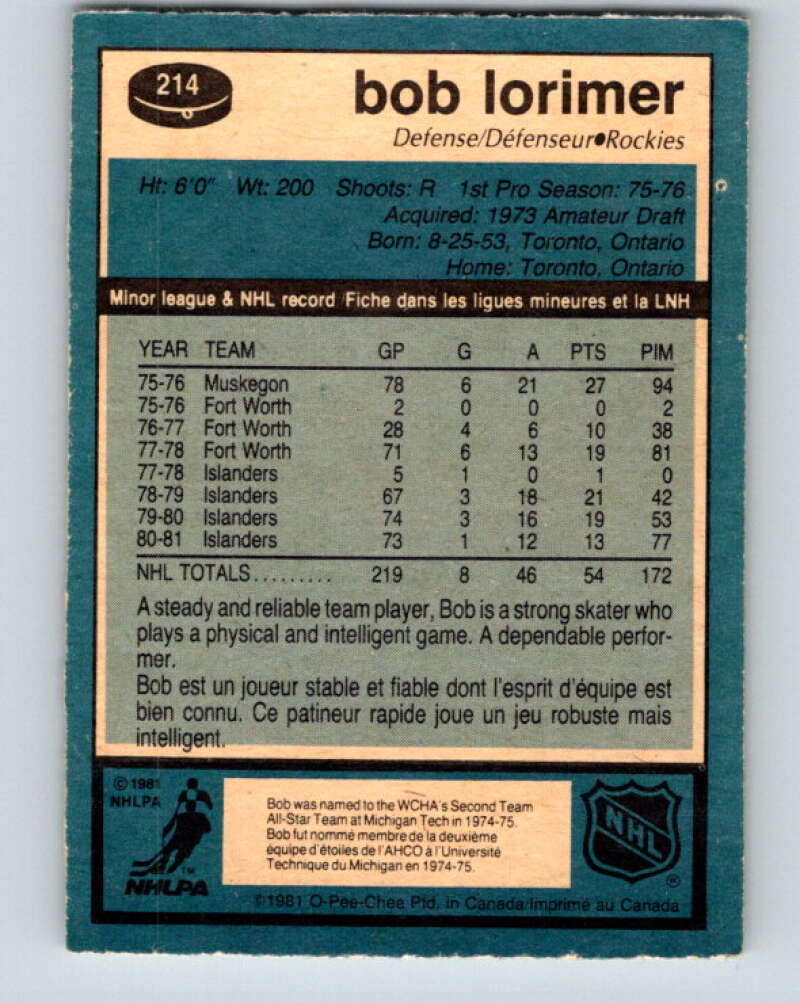 214
bob lorimer
Defense/Défenseur●Rockies
Ht: 6'0" Wt: 200 Shoots: R 1st Pro Season: 75-76
Acquired: 1973 Amateur Draft
Born: 8-25-53, Toronto, Ontario
Home: Toronto, Ontario
Minor league & NHL record Fiche dans les ligues mineures et la LNH
YEAR TEAM GP G A PTS PIM
75-76 Muskegon 78 6 21 27 94
75-76 Fort Worth 2 0 0 0 2
76-77 Fort Worth 28 4 6 10 38
77-78 Fort Worth 71 6 13 19 81
77-78 Islanders 5 1 0 1 0
78-79 Islanders 67 3 18 21 42
79-80 Islanders 74 3 16 19 53
80-81 Islanders 73 1 12 13 77
NHL TOTALS......... 219 8 46 54 172
A steady and reliable team player, Bob is a strong skater who
plays a physical and intelligent game. A dependable perfor-
mer.
Bob est un joueur stable et fiable dont l'esprit d'équipe est
bien connu. Ce patineur rapide joue un jeu robuste mais
intelligent.
© 1981
NHLPA
TM
NHLPA
Bob was named to the WCHA's Second Team
All-Star Team at Michigan Tech in 1974-75.
Bob fut nommé membre de la deuxième
équipe d'étoiles de l'AHCO à l'Université
Technique du Michigan en 1974-75.
NHL
®
©1981 O-Pee-Chee Ptd. in Canada/Imprimé au Canada